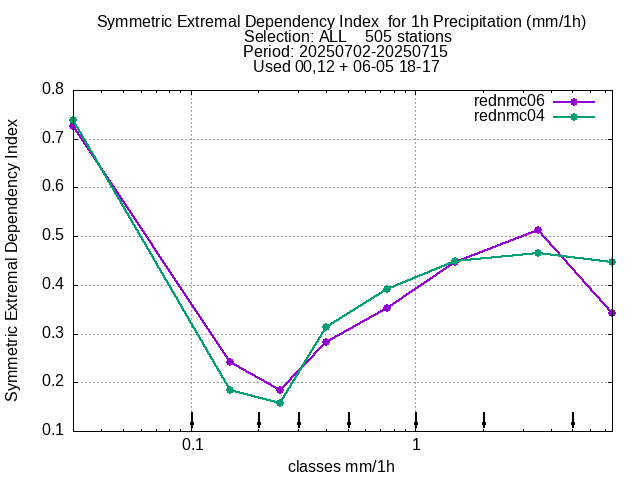 Symmetric Extremal Dependency Index  for 1h Precipitation (mm/1h)
Selection: ALL    505 stations
Period: 20250702-20250715
Used 00,12 + 06-05 18-17
rednmc06
rednmc04
Symmetric Extremal Dependency Index
0.8
0.7
0.6
0.5
0.4
0.3
0.2
0.1
0.1
1
classes mm/1h